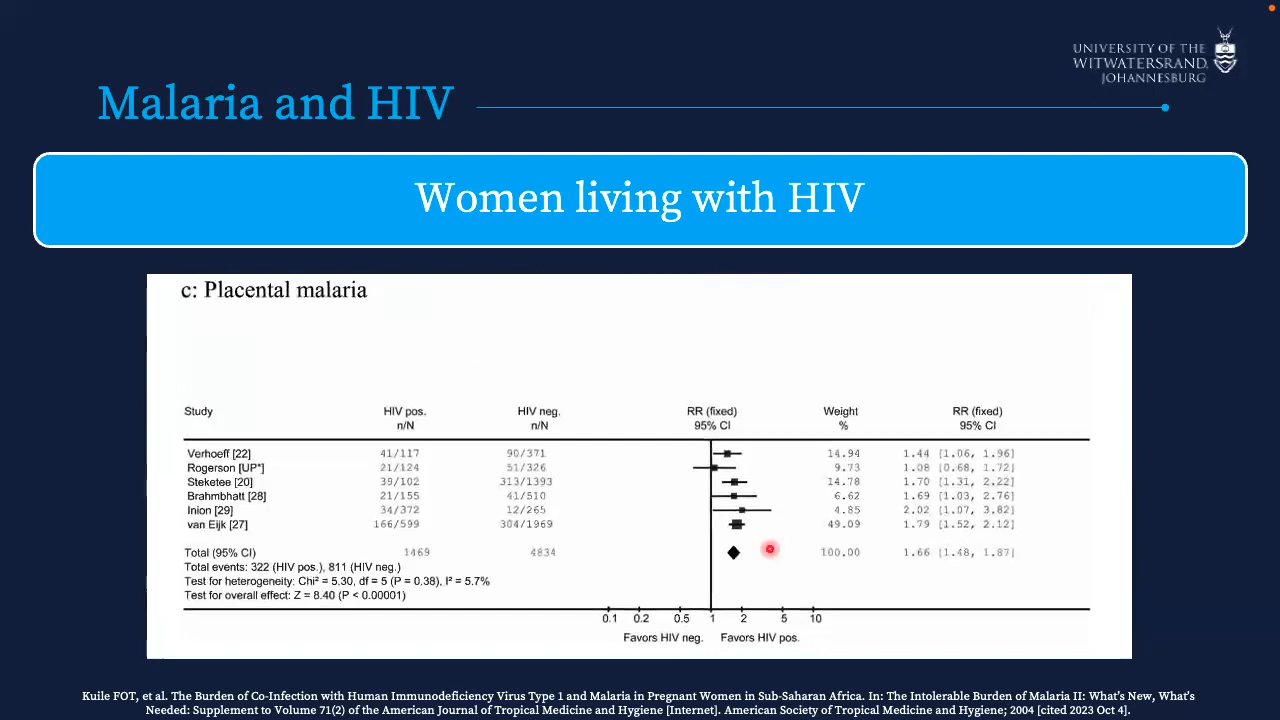 UNIVERSITY OF THE
WITWATERSRAND,
JOHANNESBURG
Malaria and HIV
Women living with HIV
c: Placental malaria
Study HIV pos. HIV neg. RR (fixed) Weight RR (fixed)
n/N n/N 95% CI % 95% CI
Verhoeff [22] 41/117 90/371 14.94 1.44 [1.06, 1.96]
Rogerson [UP*] 21/124 51/326 9.73 1.08 [0.68, 1.72]
Steketee [20] 39/102 313/1393 14.78 1.70 [1.31, 2.22]
Brahmbhatt [28] 21/155 41/510 6.62 1.69 [1.03, 2.76]
Inion [29] 34/372 12/265 4.85 2.02 [1.07, 3.82]
van Eijk [27] 166/599 304/1969 49.09 1.79 [1.52, 2.12]
Total (95% CI) 1469 4834 100.00 1.66 [1.48, 1.87]
Total events: 322 (HIV pos.), 811 (HIV neg.)
Test for heterogeneity: Chi² = 5.30, df = 5 (P = 0.38), I² = 5.7%
Test for overall effect: Z = 8.40 (P < 0.00001)
0.1 0.2 0.5 1 2 5 10
Favors HIV neg. Favors HIV pos.
Kuile FOT, et al. The Burden of Co-Infection with Human Immunodeficiency Virus Type 1 and Malaria in Pregnant Women in Sub-Saharan Africa. In: The Intolerable Burden of Malaria II: What's New, What's
Needed: Supplement to Volume 71(2) of the American Journal of Tropical Medicine and Hygiene [Internet]. American Society of Tropical Medicine and Hygiene; 2004 [cited 2023 Oct 4].